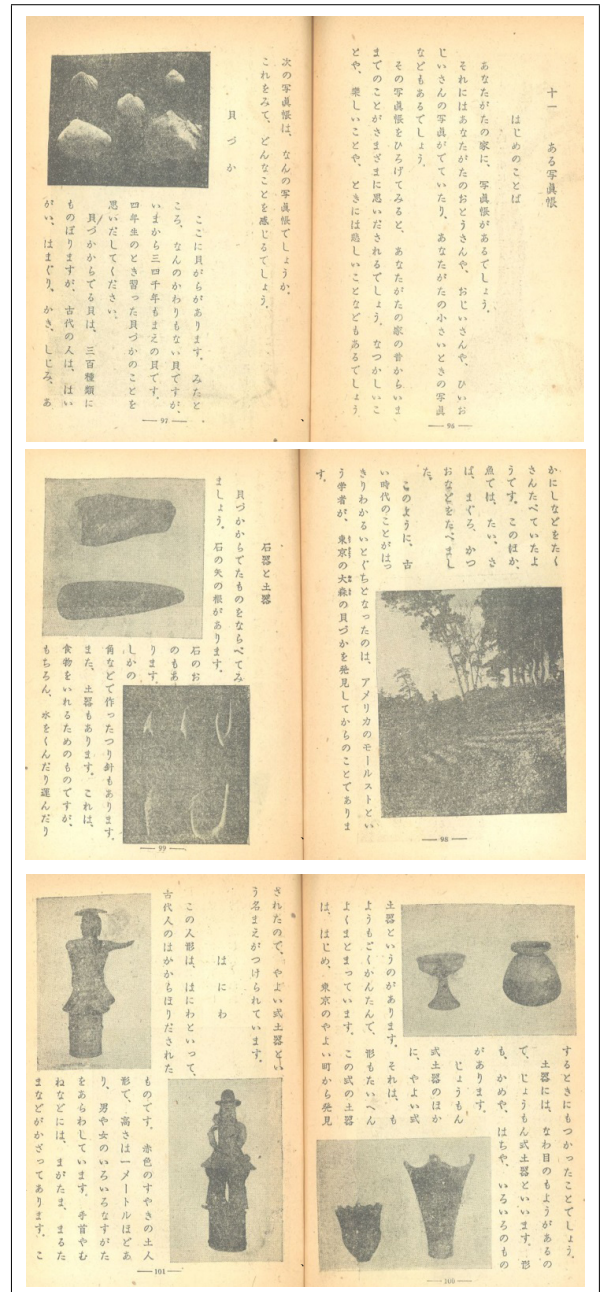 十一　ある写眞帳
はじめのことば
あなたがたの家に、写眞帳があるでしょう。
それにはあなたがたのおとうさんや、おじいさんや、ひいお
じいさんの写眞がでていたり、あなたがたの小さいときの写眞
などもあるでしょう。
その写眞帳をひろげてみると、あなたがたの家の昔からいま
までのことがさまざまに思いだされるでしょう。なつかしいこ
とや、楽しいことや、ときには悲しいことなどもあるでしょう
— 96 —
次の写眞帳は、なんの写眞帳でしょうか。
これをみて、どんなことを感じるでしょう。
貝づか
ここに貝がらがあります。みたと
ころ、なんのかわりもない貝ですが、
いまから三四千年もまえの貝です。
四年生のとき習った貝づかのことを
思いだしてください。
貝づかからでる貝は、三百種類に
ものぼりますが、古代の人は、はい
がい、はまぐり、かき、しじみ、あ
— 97 —
かにしなどをたく
さんたべていたよ
うです。このほか、
魚では、たい、さ
ば、まぐろ、かつ
おなどをたべまし
た。
このように、古
い時代のことがはっ
きりわかるいとぐちとなったのは、アメリカのモールストとい
う学者が、東京の大森の貝づかを発見してからのことでありま
す。
— 98 —
石器と土器
貝づかからでたものをならべてみ
ましょう。石の矢の根があります。
石のお
のもあ
ります。
しかの
角などで作ったつり針もあります。
また、土器もあります。これは、
食物をいれるためのものですが、
もちろん、水をくんだり運んだり
— 99 —
するときにもつかったことでしょう。
土器には、なわ目のもようがあるの
で、じょうもん式土器といいます。形
も、かめや、はちや、いろいろのもの
があります。
じょうもん
式土器のほか
に、やよい式
土器というのがあります。それは、も
ようもごくかんたんで、形もたいへん
よくまとまっています。この式の土器
は、はじめ、東京のやよい町から発見
— 100 —
されたので、やよい式土器とい
う名まえがつけられています。
はにわ
この人形は、はにわといって、
古代人のはかからほりだされた
ものです。赤色のすやきの土人
形で、高さは一メートルほどあ
り、男や女のいろいろなすがた
をあらわしています。手首やむ
ねなどには、まがたま、まるた
まなどがかざってあります。こ
— 101 —